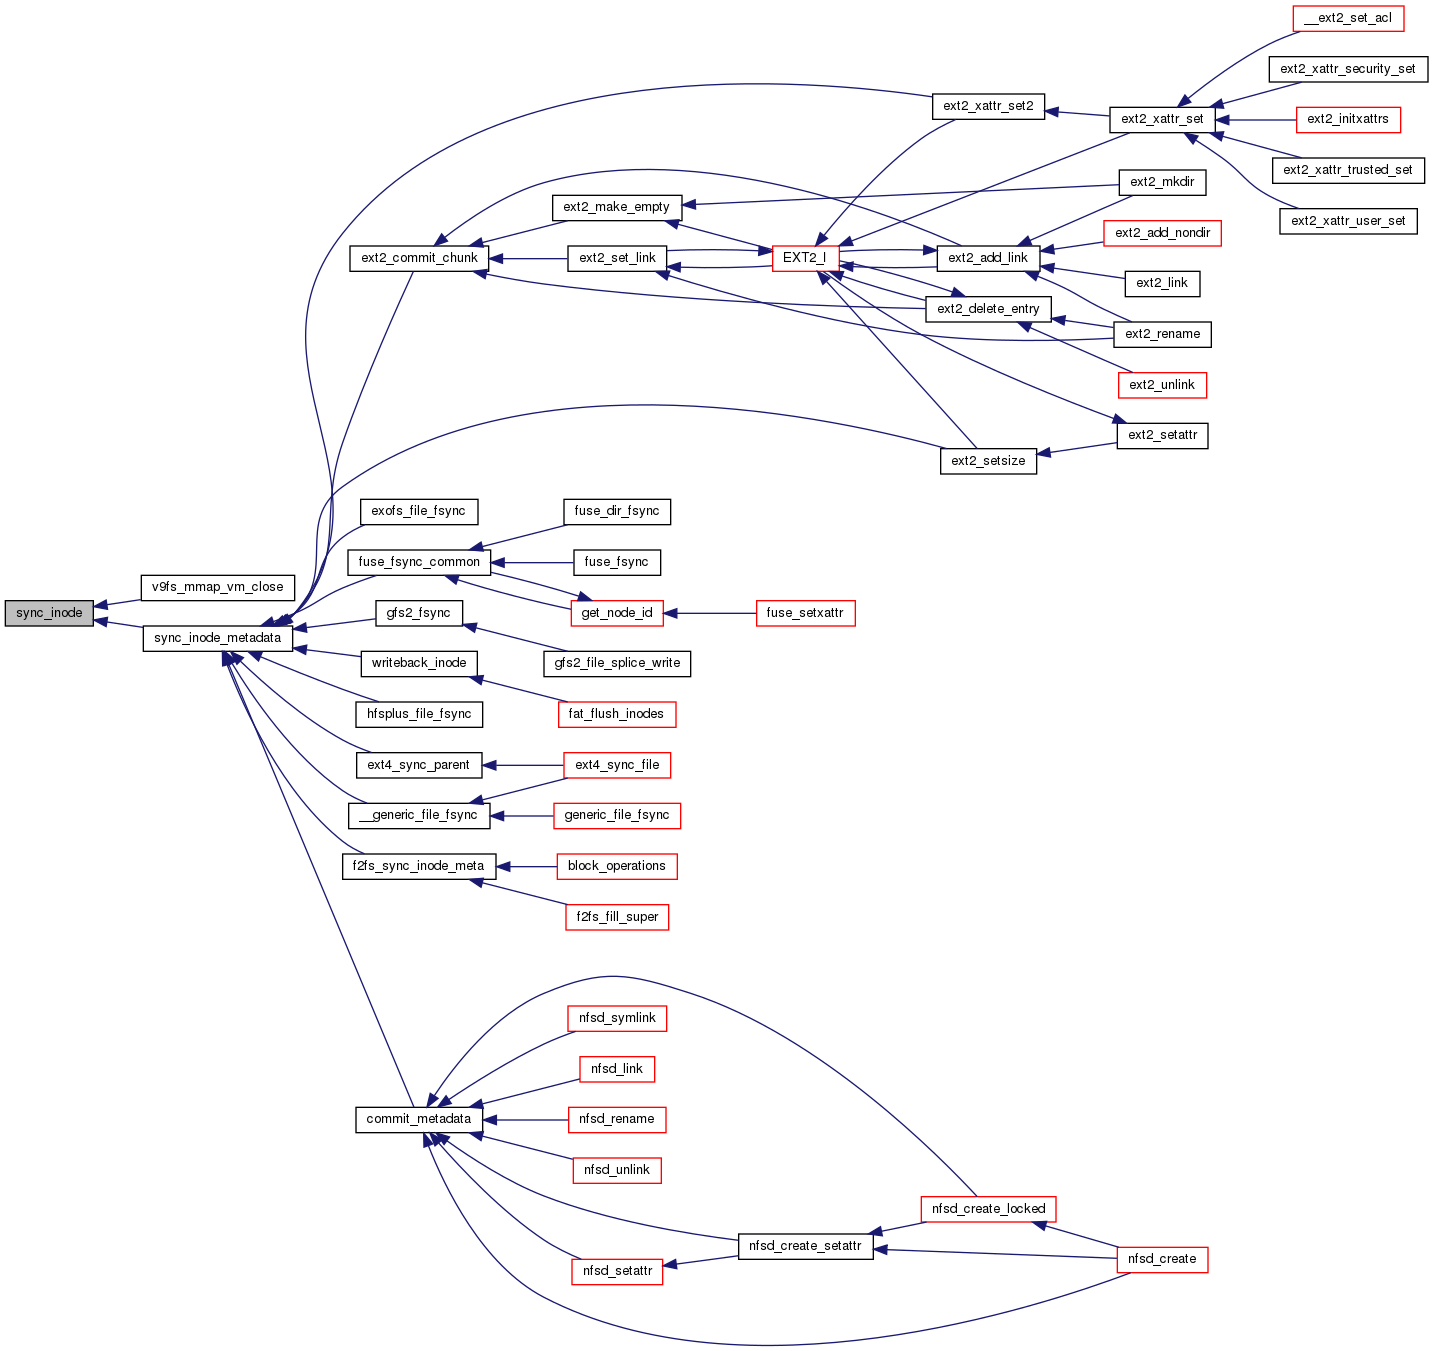 __ext2_set_acl
ext2_xattr_security_set
ext2_xattr_set2
ext2_xattr_set
ext2_initxattrs
ext2_xattr_trusted_set
ext2_mkdir
ext2_make_empty
ext2_xattr_user_set
ext2_add_nondir
ext2_commit_chunk
ext2_set_link
EXT2_I
ext2_add_link
ext2_link
ext2_delete_entry
ext2_rename
ext2_unlink
ext2_setattr
ext2_setsize
exofs_file_fsync
fuse_dir_fsync
fuse_fsync_common
fuse_fsync
v9fs_mmap_vm_close
sync_inode
gfs2_fsync
get_node_id
fuse_setxattr
sync_inode_metadata
writeback_inode
gfs2_file_splice_write
hfsplus_file_fsync
fat_flush_inodes
ext4_sync_parent
ext4_sync_file
__generic_file_fsync
generic_file_fsync
f2fs_sync_inode_meta
block_operations
f2fs_fill_super
nfsd_symlink
nfsd_link
commit_metadata
nfsd_rename
nfsd_unlink
nfsd_create_locked
nfsd_create_setattr
nfsd_create
nfsd_setattr